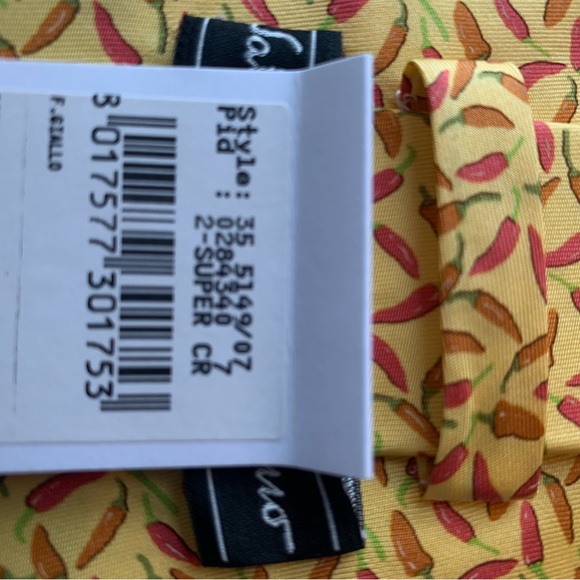 Style: 35 5149/07
Pid : 0284340 7
2-SUPER CR
8 017577 301753
F.GIALLO